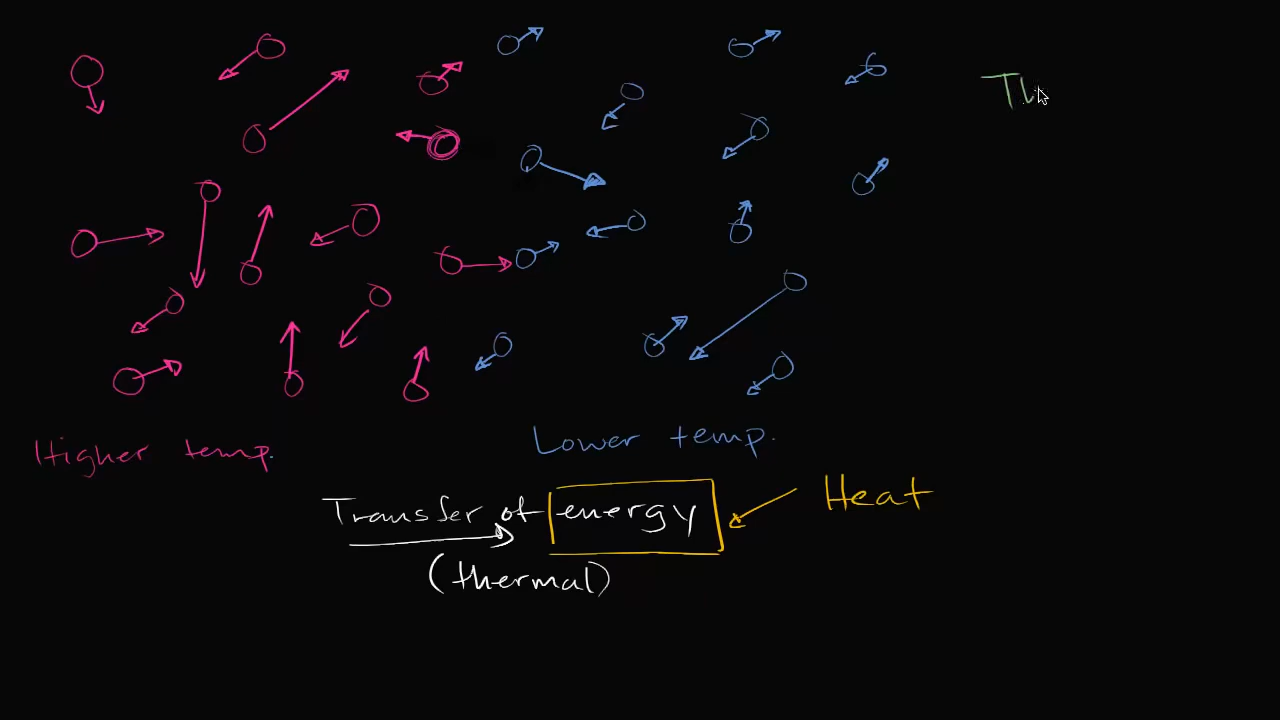 Higher temp.
Lower temp.
Transfer of energy
Heat
(thermal)